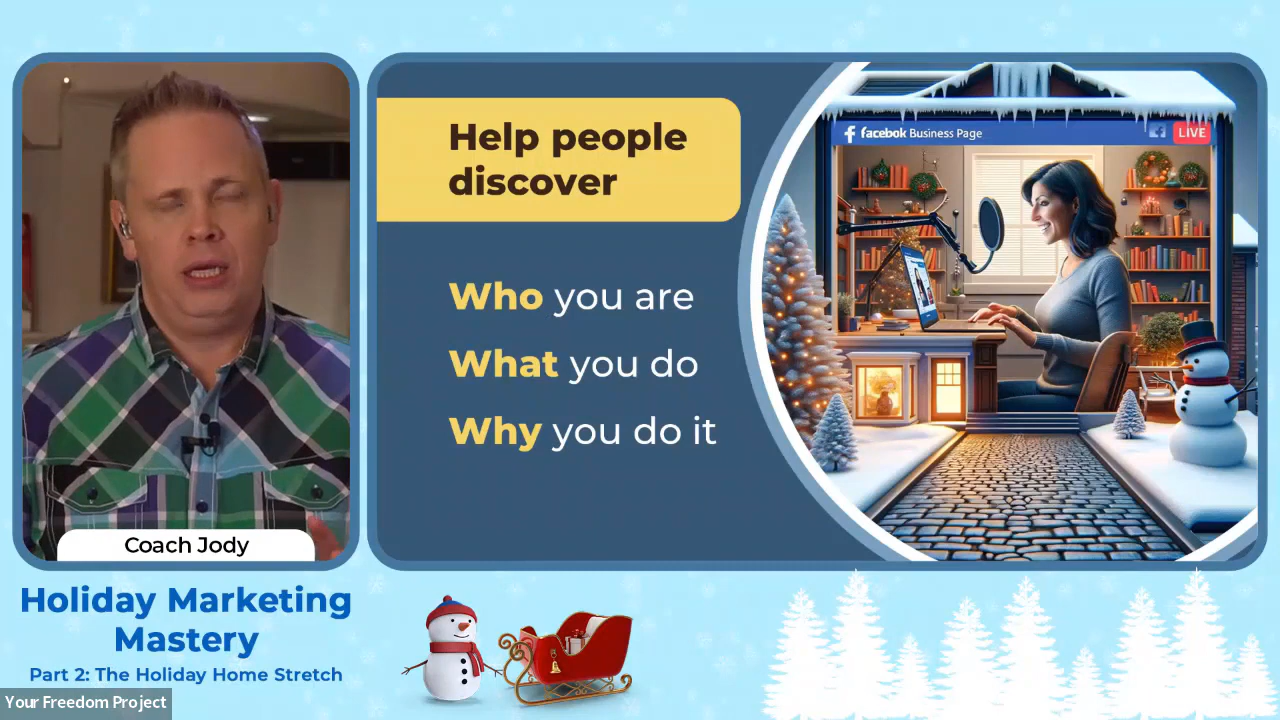 Help people
discover
Who you are
What you do
Why you do it
facebok Business Page
LIVE
Coach Jody
Holiday Marketing
Mastery
Part 2: The Holiday Home Stretch
Your Freedom Project